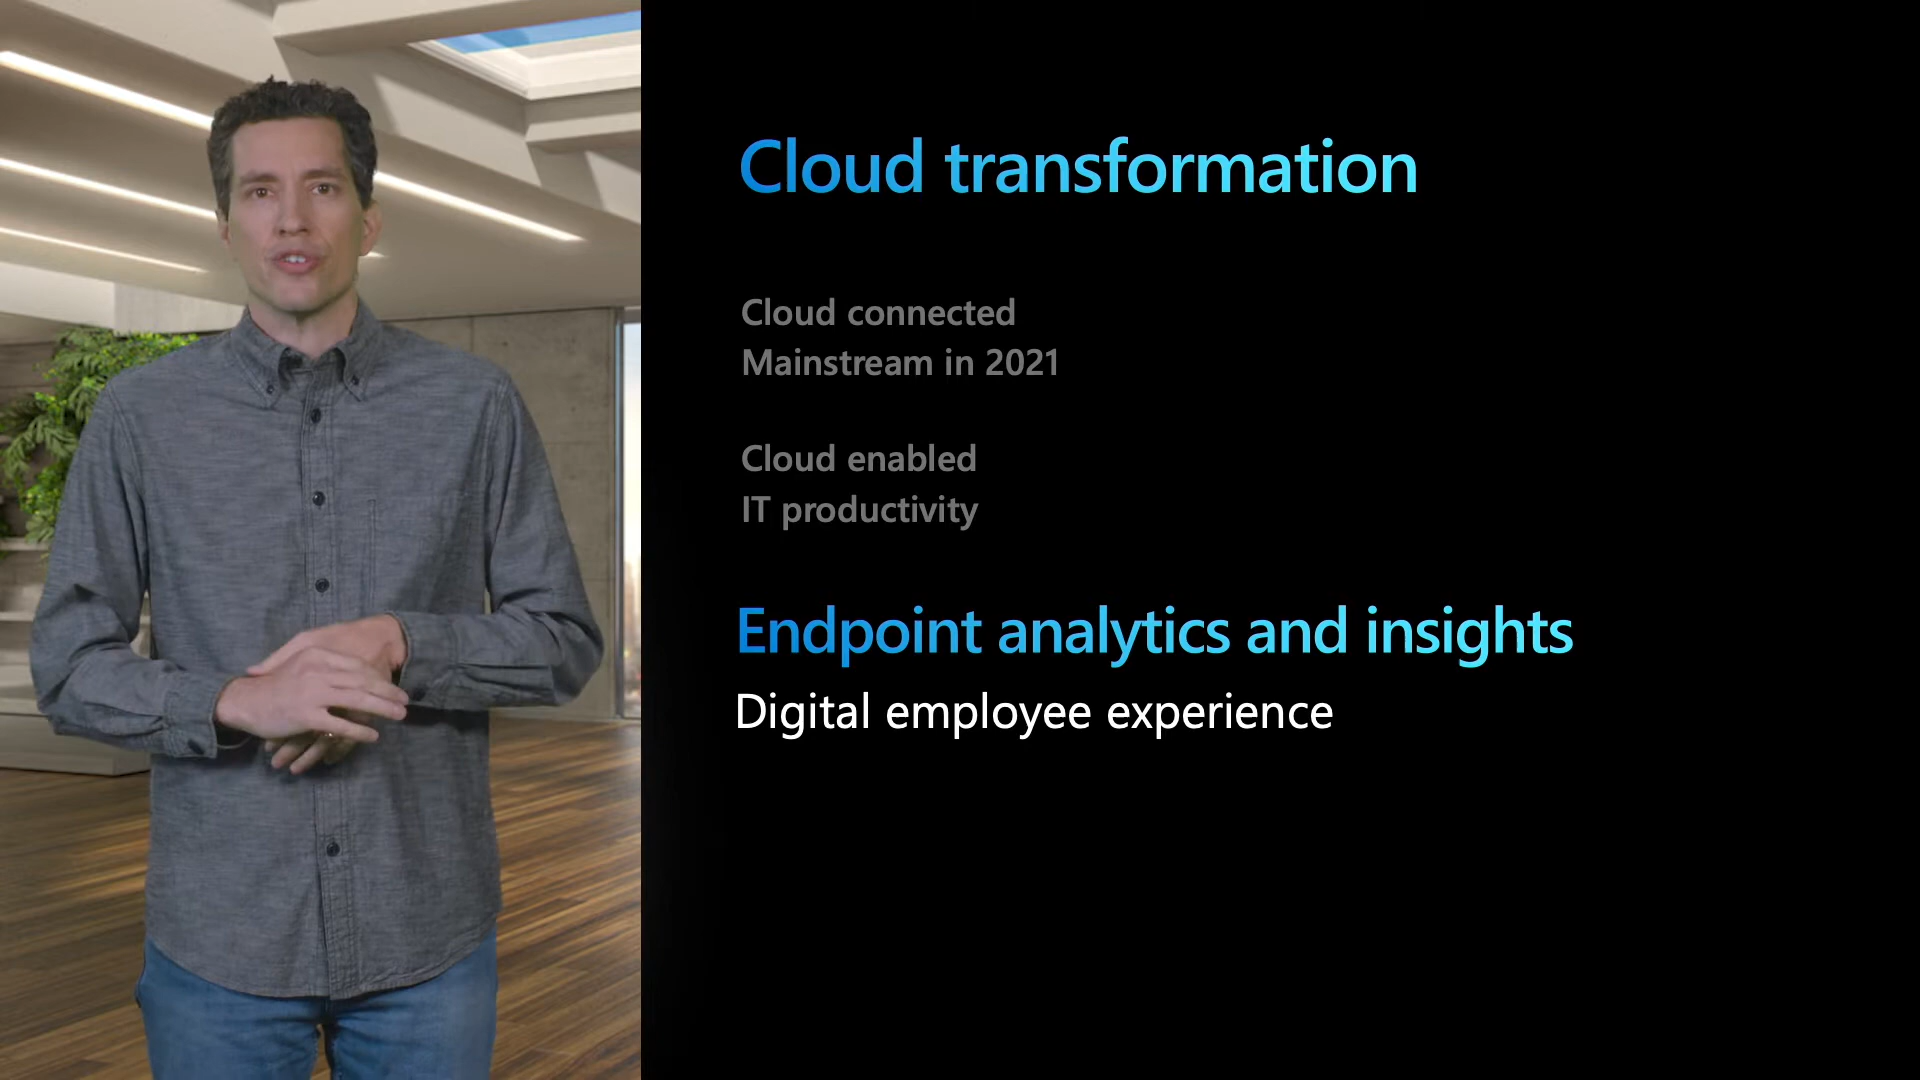 Cloud transformation
Cloud connected
Mainstream in 2021
Cloud enabled
IT productivity
Endpoint analytics and insights
Digital employee experience